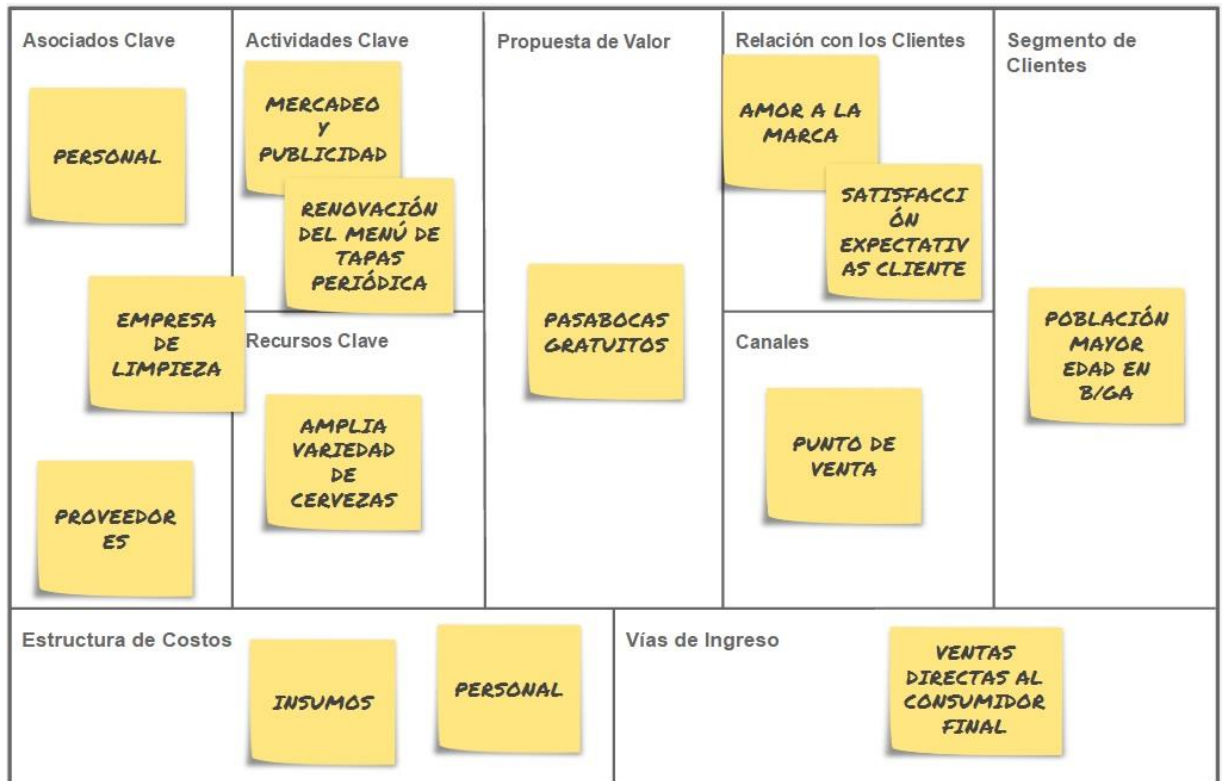 Asociados Clave
PERSONAL
EMPRESA
DE
LIMPIEZA
PROVEEDOR
ES
Actividades Clave
MERCADEO
Y
PUBLICIDAD
RENOVACIÓN
DEL MENÚ DE
TAPAS
PERIÓDICA
Recursos Clave
AMPLIA
VARIEDAD
DE
CERVEZAS
Propuesta de Valor
PASABOCAS
GRATUITOS
Relación con los Clientes
AMOR A LA
MARCA
SATISFACCI
ÓN
EXPECTATIV
AS CLIENTE
Canales
PUNTO DE
VENTA
Segmento de
Clientes
POBLACIÓN
MAYOR
EDAD EN
B/GA
Estructura de Costos
INSUMOS
PERSONAL
Vías de Ingreso
VENTAS
DIRECTAS AL
CONSUMIDOR
FINAL